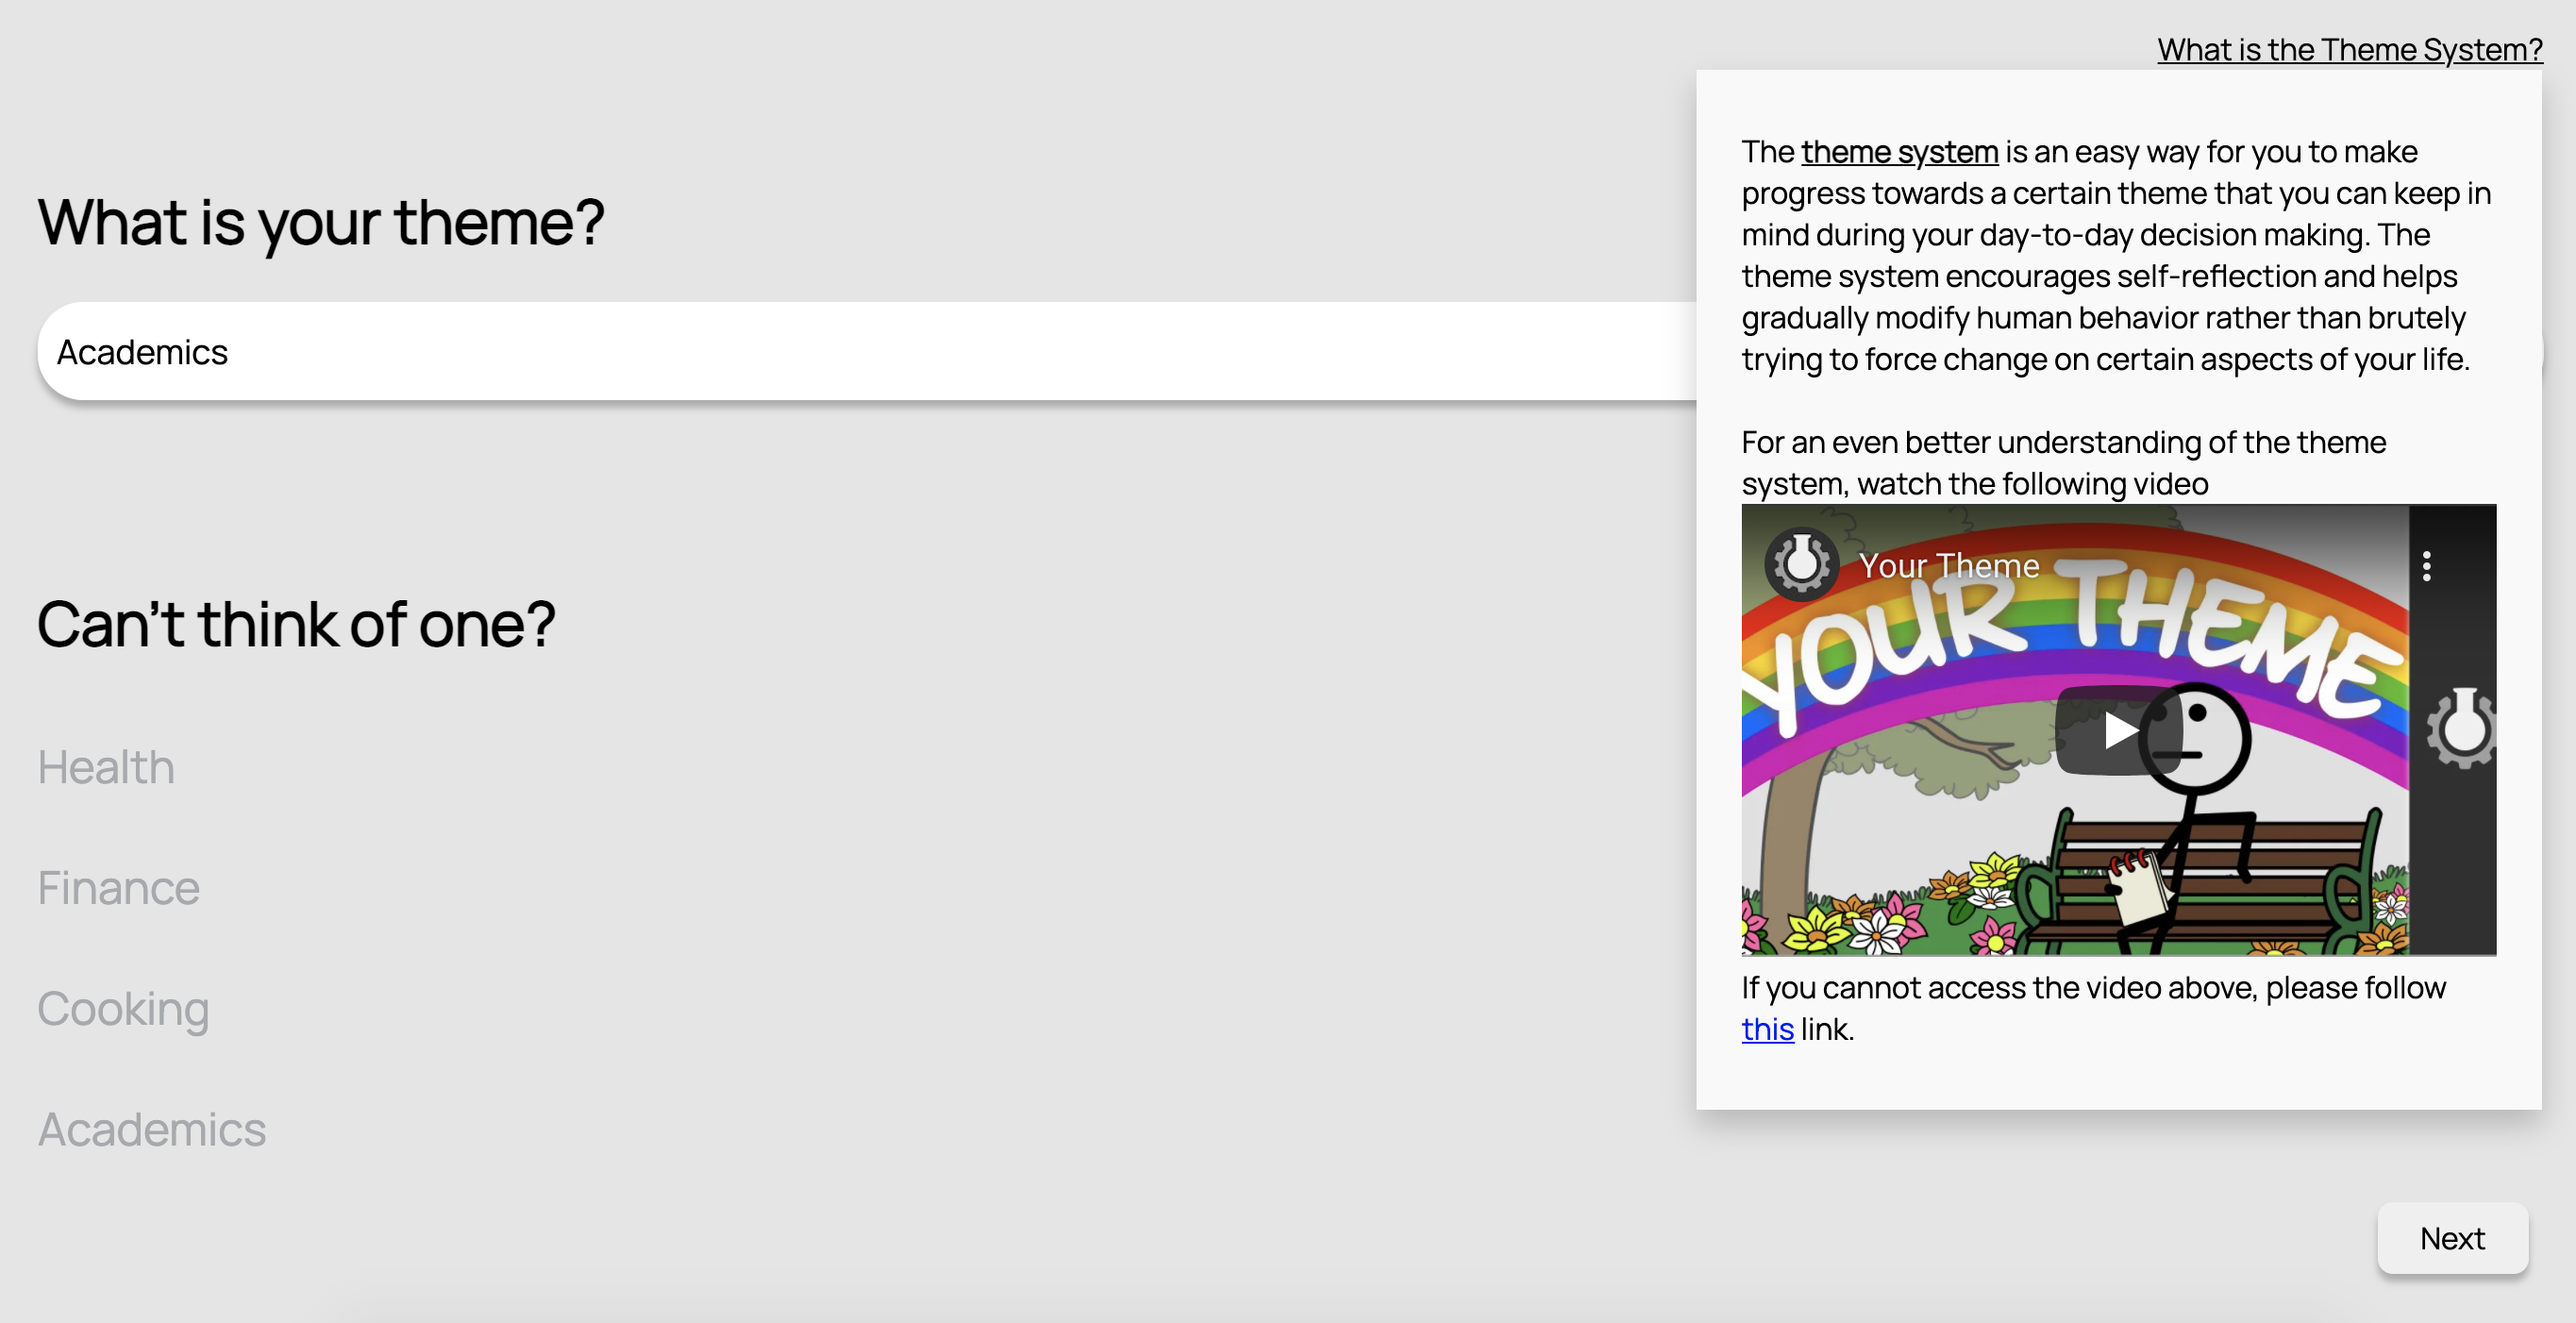 What is the Theme System?
What is your theme?
Academics
Can't think of one?
Health
Finance
Cooking
Academics
The theme system is an easy way for you to make
progress towards a certain theme that you can keep in
mind during your day-to-day decision making. The
theme system encourages self-reflection and helps
gradually modify human behavior rather than brutely
trying to force change on certain aspects of your life.
For an even better understanding of the theme
system, watch the following video
Your Theme
YOUR THEME
If you cannot access the video above, please follow
this link.
Next